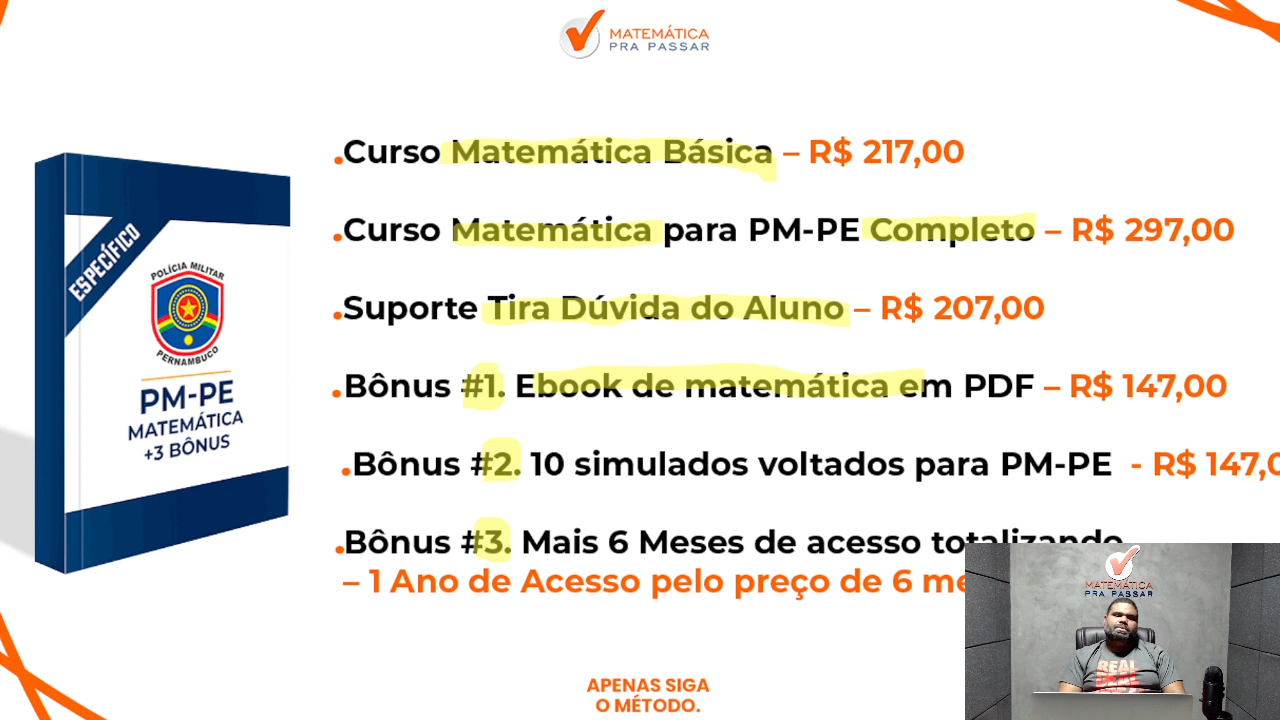 MATEMÁTICA
PRA PASSAR
.Curso Matemática Básica – R$ 217,00
.Curso Matemática para PM-PE Completo – R$ 297,00
.Suporte Tira Dúvida do Aluno – R$ 207,00
.Bônus #1. Ebook de matemática em PDF – R$ 147,00
.Bônus #2. 10 simulados voltados para PM-PE - R$ 147,0
.Bônus #3. Mais 6 Meses de acesso totalizando
– 1 Ano de Acesso pelo preço de 6 me
ESPECÍFICO
POLÍCIA MILITAR
PERNAMBUCO
PM-PE
MATEMÁTICA
+3 BÔNUS
MATEMÁTICA
PRA PASSAR
REAL
APENAS SIGA
O MÉTODO.